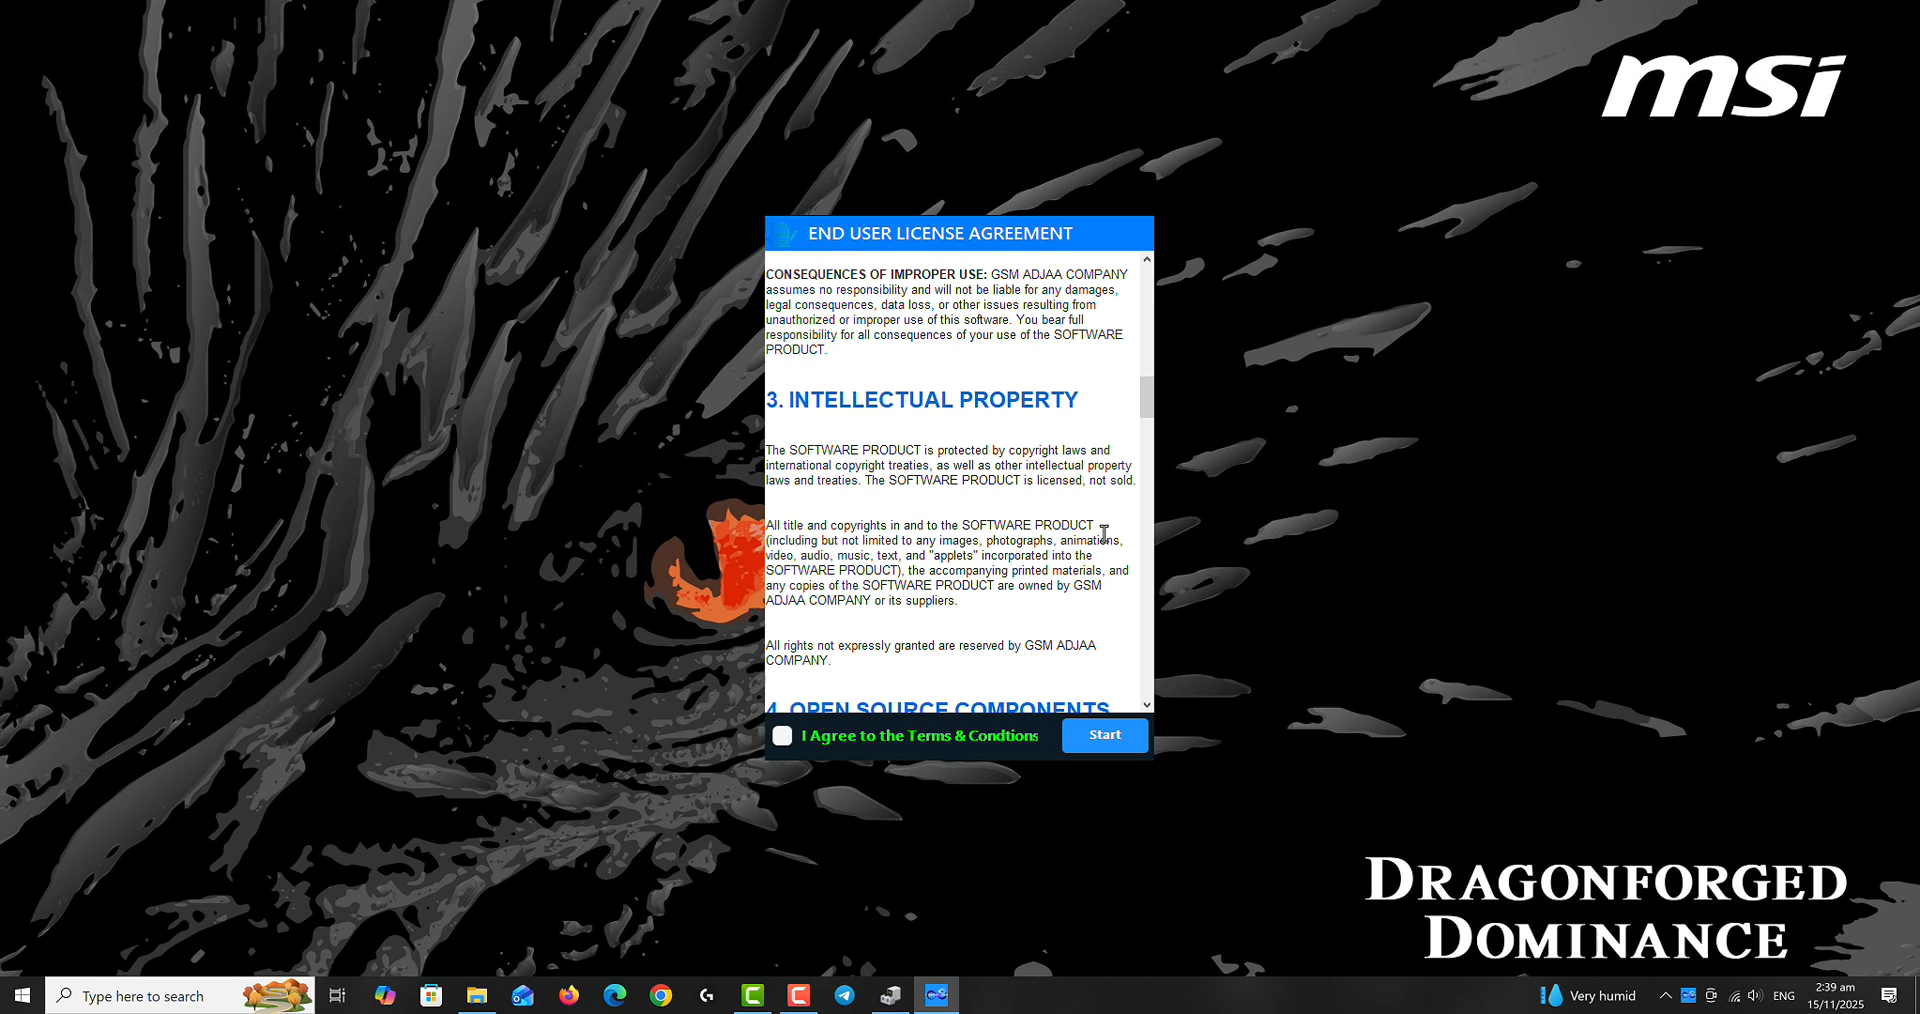 msi
END USER LICENSE AGREEMENT
CONSEQUENCES OF IMPROPER USE: GSM ADJAA COMPANY
assumes no responsibility and will not be liable for any damages,
legal consequences, data loss, or other issues resulting from
unauthorized or improper use of this software. You bear full
responsibility for all consequences of your use of the SOFTWARE
PRODUCT.
3. INTELLECTUAL PROPERTY
The SOFTWARE PRODUCT is protected by copyright laws and
international copyright treaties, as well as other intellectual property
laws and treaties. The SOFTWARE PRODUCT is licensed, not sold.
All title and copyrights in and to the SOFTWARE PRODUCT
(including but not limited to any images, photographs, animations,
video, audio, music, text, and "applets" incorporated into the
SOFTWARE PRODUCT), the accompanying printed materials, and
any copies of the SOFTWARE PRODUCT are owned by GSM
ADJAA COMPANY or its suppliers.
All rights not expressly granted are reserved by GSM ADJAA
COMPANY.
4. OPEN SOURCE COMPONENTS
I Agree to the Terms & Condtions
Start
DRAGONFORGED
DOMINANCE
Type here to search
Very humid
ENG
2:39 am
15/11/2025